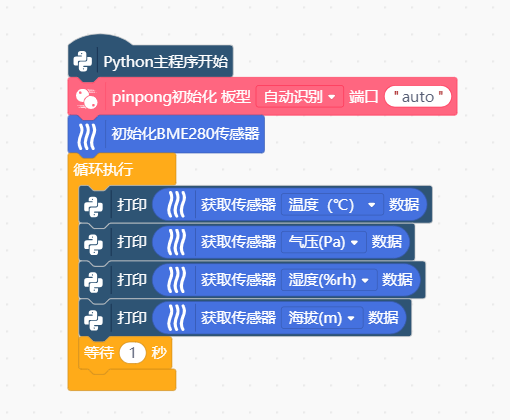 Python主程序开始
pinpong初始化 板型 自动识别 端口 "auto"
初始化BME280传感器
循环执行
打印 获取传感器 温度（℃） 数据
打印 获取传感器 气压(Pa) 数据
打印 获取传感器 湿度(%rh) 数据
打印 获取传感器 海拔(m) 数据
等待 1 秒